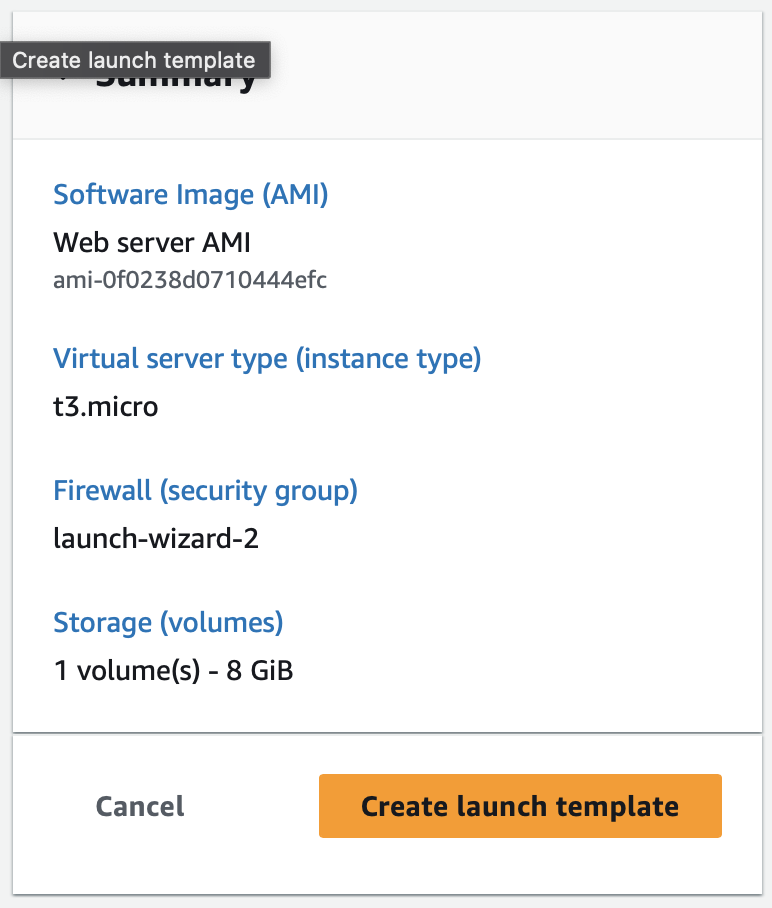 Create launch template
Summary
Software Image (AMI)
Web server AMI
ami-0f0238d0710444efc
Virtual server type (instance type)
t3.micro
Firewall (security group)
launch-wizard-2
Storage (volumes)
1 volume(s) - 8 GiB
Cancel
Create launch template